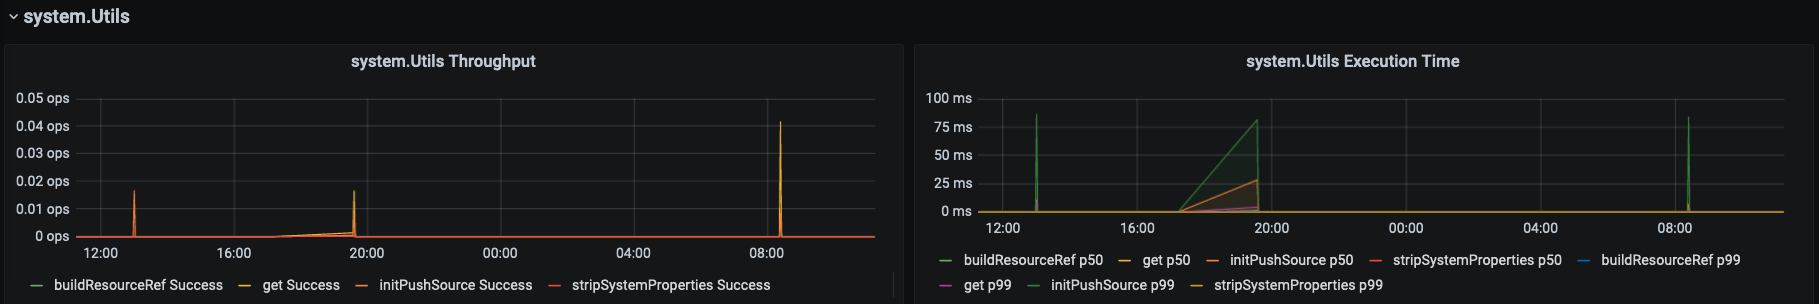 system.Utils
system.Utils Throughput
0.05 ops
0.04 ops
0.03 ops
0.02 ops
0.01 ops
0 ops
12:00 16:00 20:00 00:00 04:00 08:00
buildResourceRef Success get Success initPushSource Success stripSystemProperties Success
system.Utils Execution Time
100 ms
75 ms
50 ms
25 ms
0 ms
12:00 16:00 20:00 00:00 04:00 08:00
buildResourceRef p50 get p50 initPushSource p50 stripSystemProperties p50 buildResourceRef p99
get p99 initPushSource p99 stripSystemProperties p99